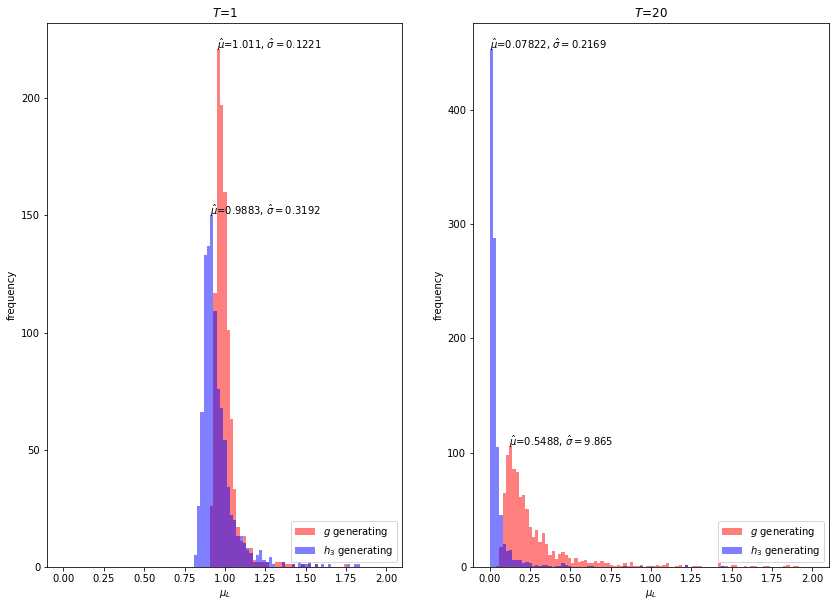 T=1
μ̂=1.011, σ̂ = 0.1221
μ̂=0.9883, σ̂ = 0.3192
frequency
200
150
100
50
0
0.00 0.25 0.50 0.75 1.00 1.25 1.50 1.75 2.00
μ_L
g generating
h₃ generating
T=20
μ̂=0.07822, σ̂ = 0.2169
μ̂=0.5488, σ̂ = 9.865
frequency
400
300
200
100
0
0.00 0.25 0.50 0.75 1.00 1.25 1.50 1.75 2.00
μ_L
g generating
h₃ generating